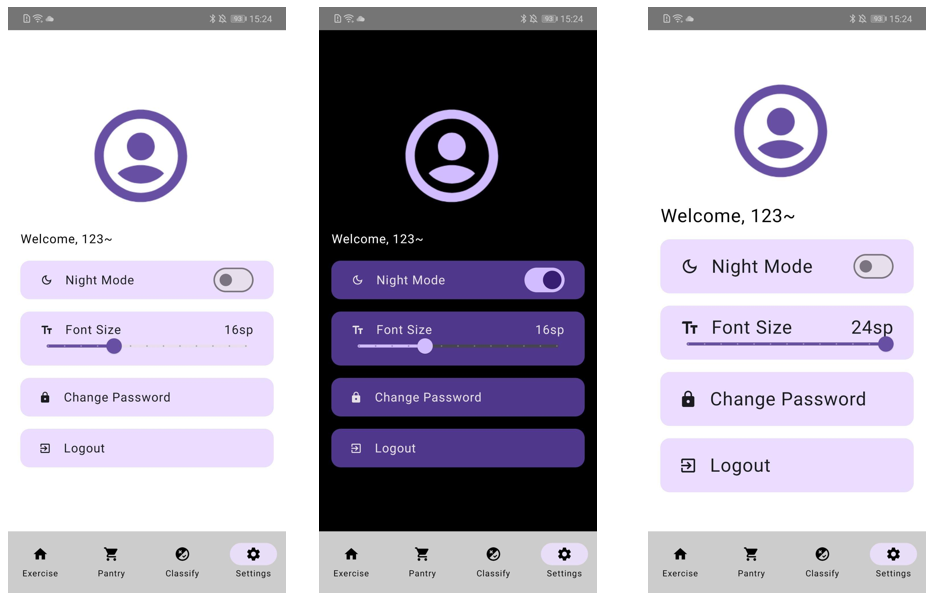 93 15:24
Welcome, 123~
Night Mode
Font Size 16sp
Change Password
Logout
Exercise Pantry Classify Settings
93 15:24
Welcome, 123~
Night Mode
Font Size 16sp
Change Password
Logout
Exercise Pantry Classify Settings
93 15:24
Welcome, 123~
Night Mode
Tт Font Size 24sp
Change Password
Logout
Exercise Pantry Classify Settings